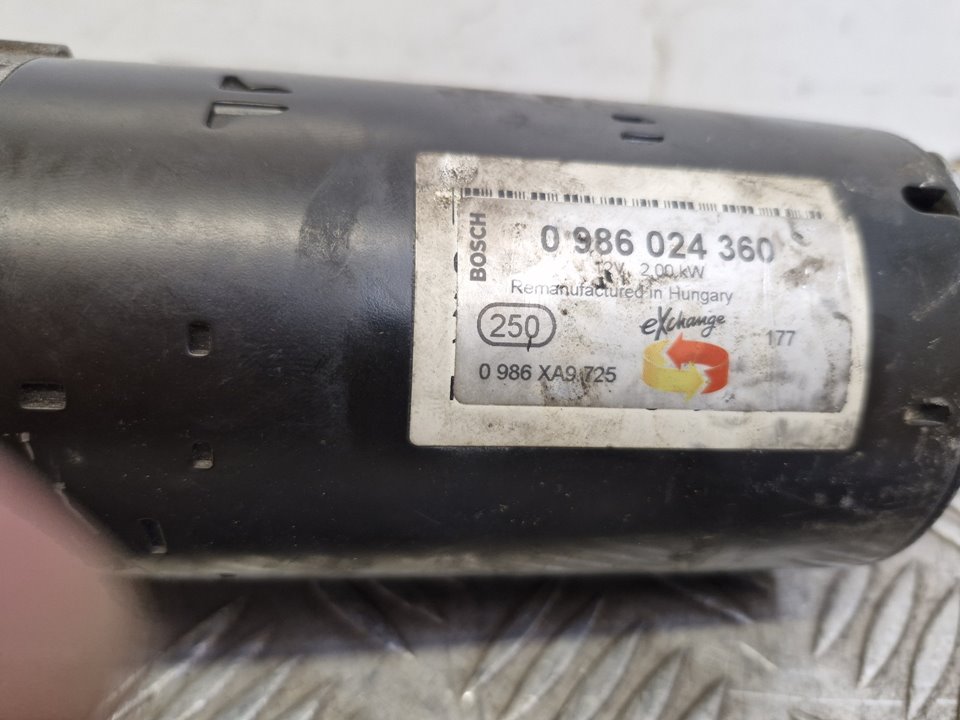 BOSCH
0 986 024 360
12V 2.00 kW
Remanufactured in Hungary
250
eXchange
177
0 986 XA9 725